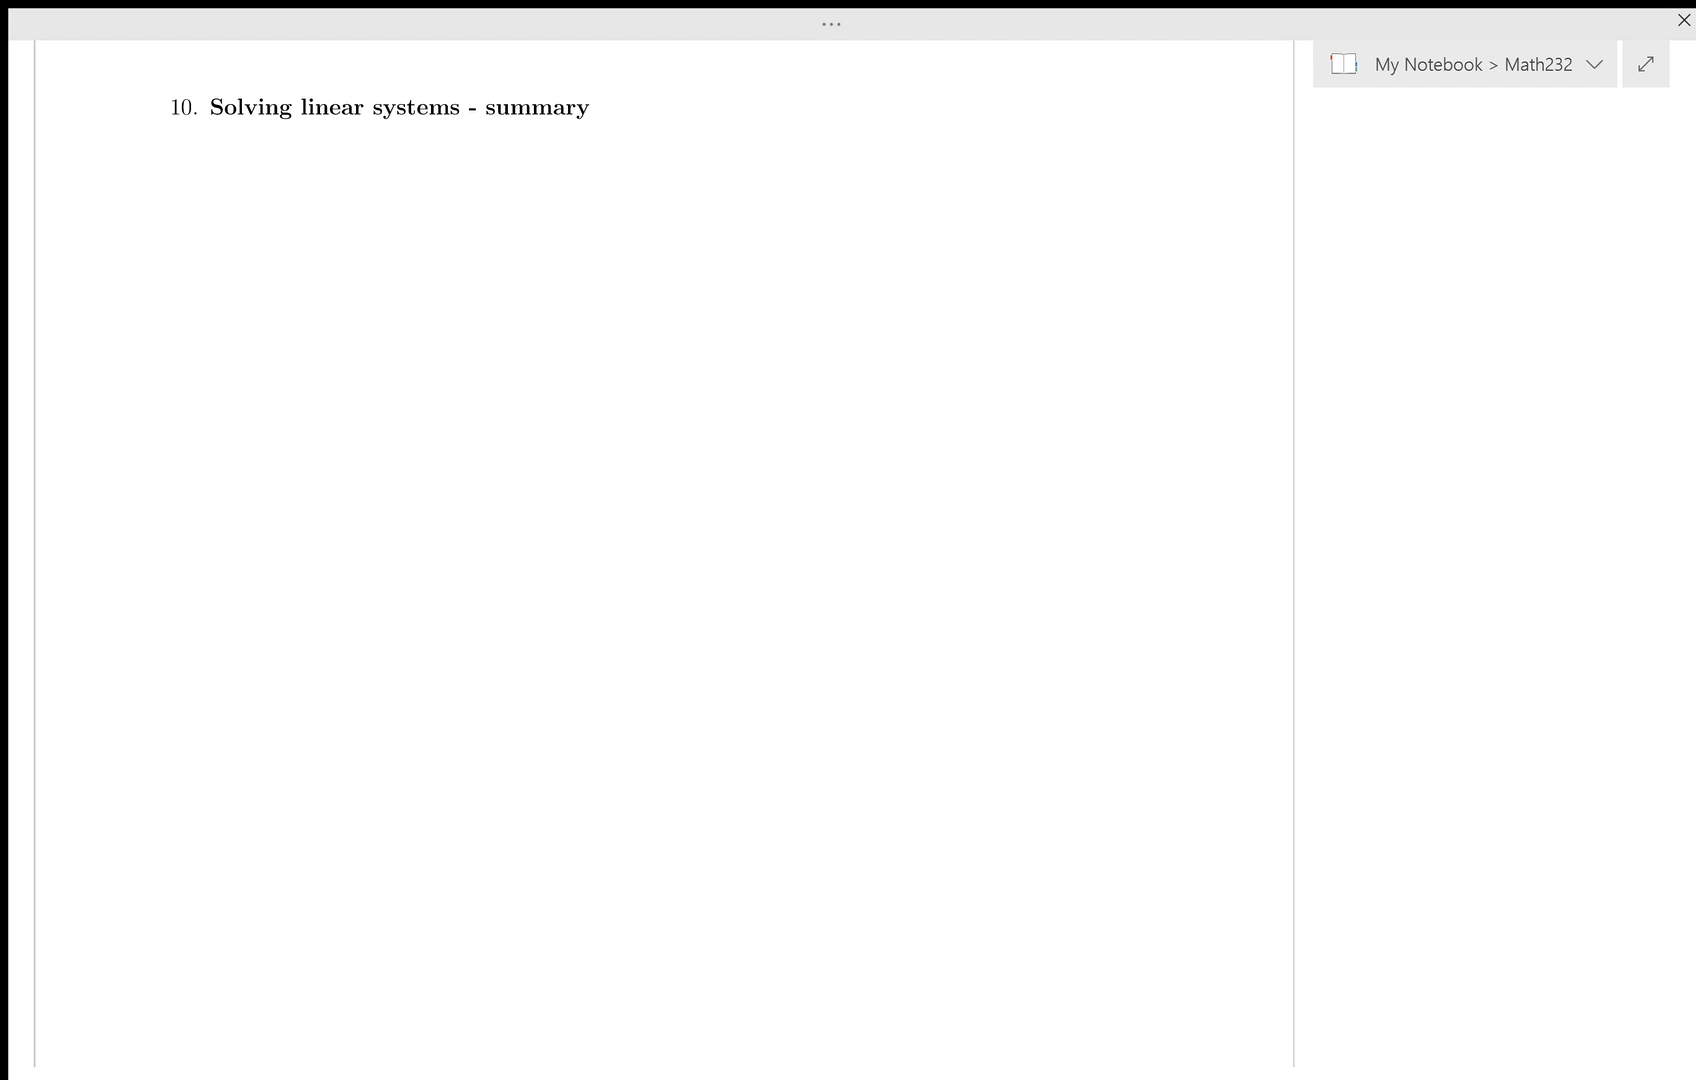 ...
My Notebook > Math232
10. Solving linear systems - summary